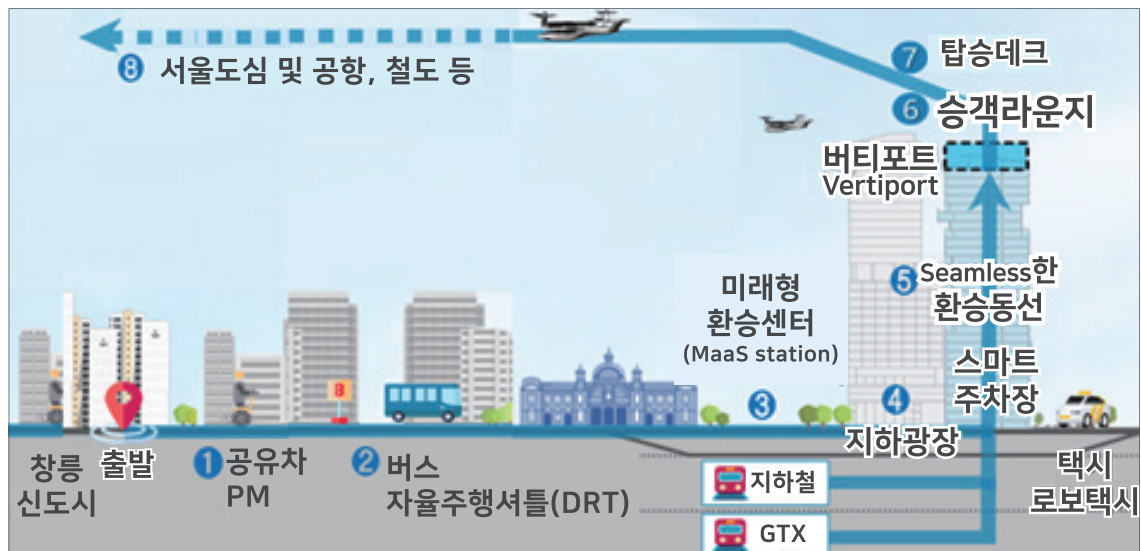 ⑧ 서울도심 및 공항, 철도 등
⑦ 탑승데크
⑥ 승객라운지
버티포트
Vertiport
⑤ Seamless한
환승동선
미래형
환승센터
(MaaS station)
③
스마트
주차장
④
지하광장
B
창릉
신도시
출발
① 공유차
PM
② 버스
자율주행셔틀(DRT)
지하철
GTX
택시
로보택시